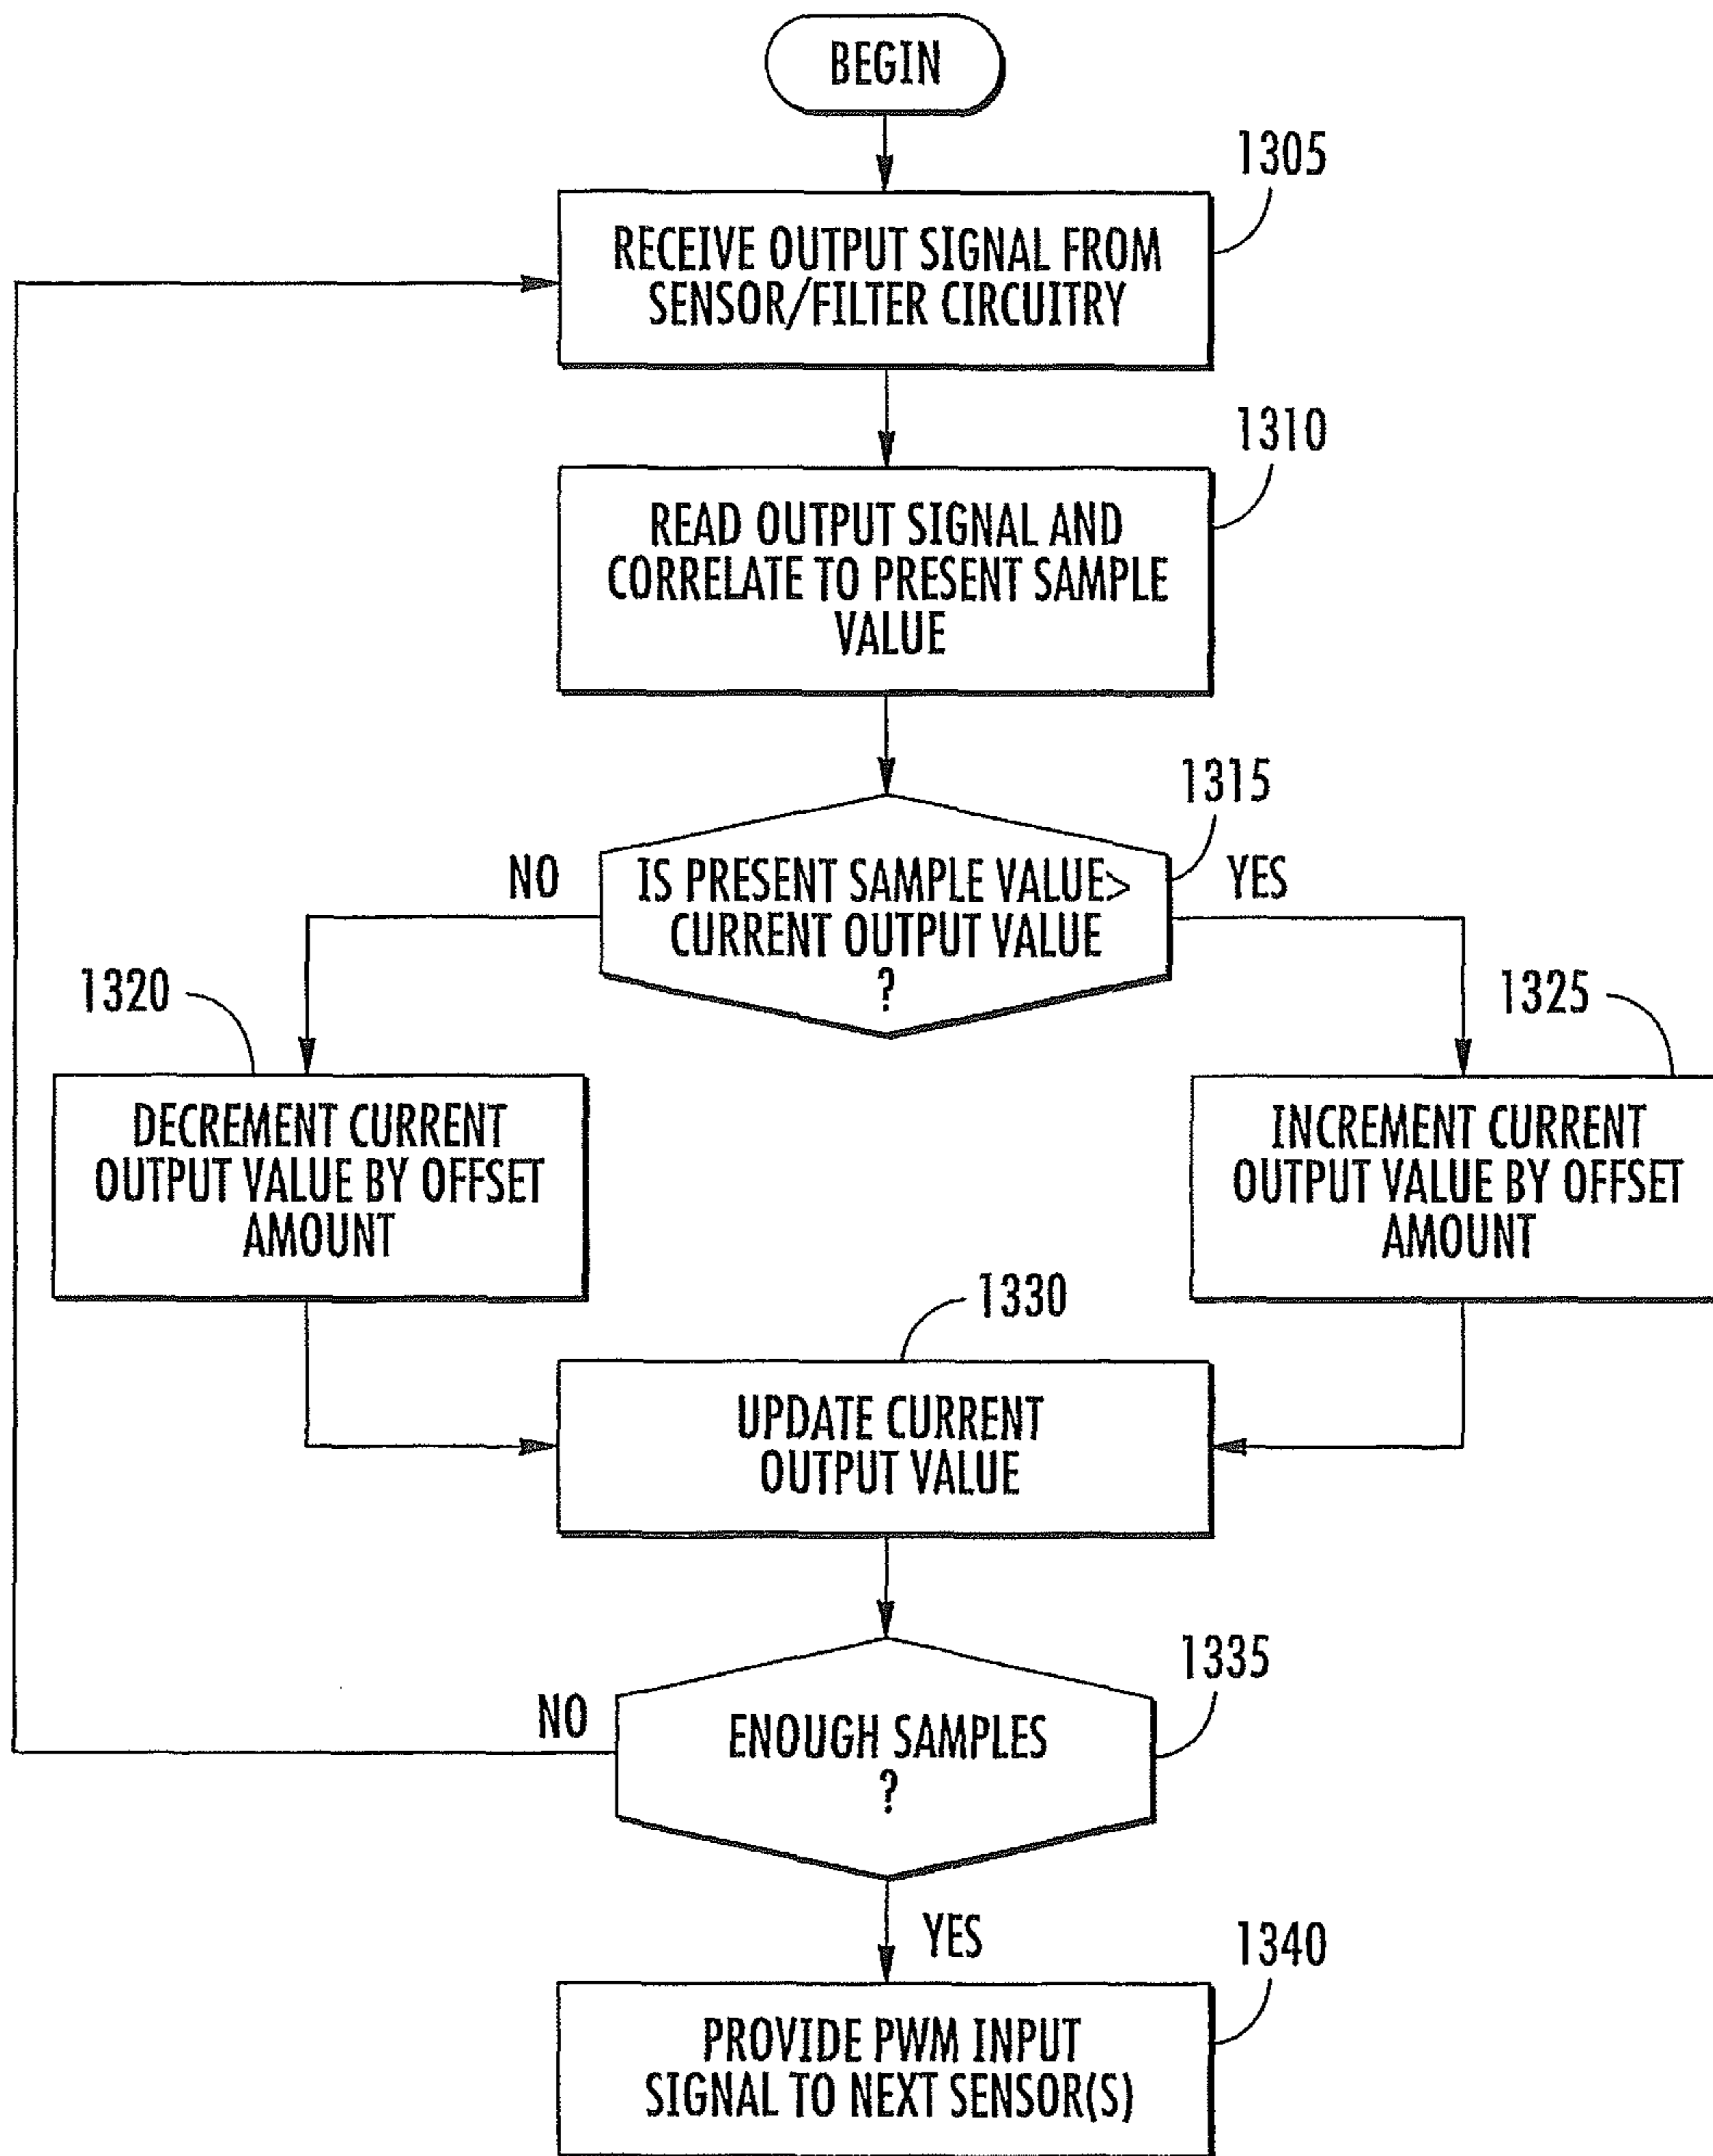 BEGIN
1305
RECEIVE OUTPUT SIGNAL FROM
SENSOR/FILTER CIRCUITRY
1310
READ OUTPUT SIGNAL AND
CORRELATE TO PRESENT SAMPLE
VALUE
1315
NO
IS PRESENT SAMPLE VALUE>
CURRENT OUTPUT VALUE
?
YES
1320
DECREMENT CURRENT
OUTPUT VALUE BY OFFSET
AMOUNT
1325
INCREMENT CURRENT
OUTPUT VALUE BY OFFSET
AMOUNT
1330
UPDATE CURRENT
OUTPUT VALUE
1335
NO
ENOUGH SAMPLES
?
YES
1340
PROVIDE PWM INPUT
SIGNAL TO NEXT SENSOR(S)